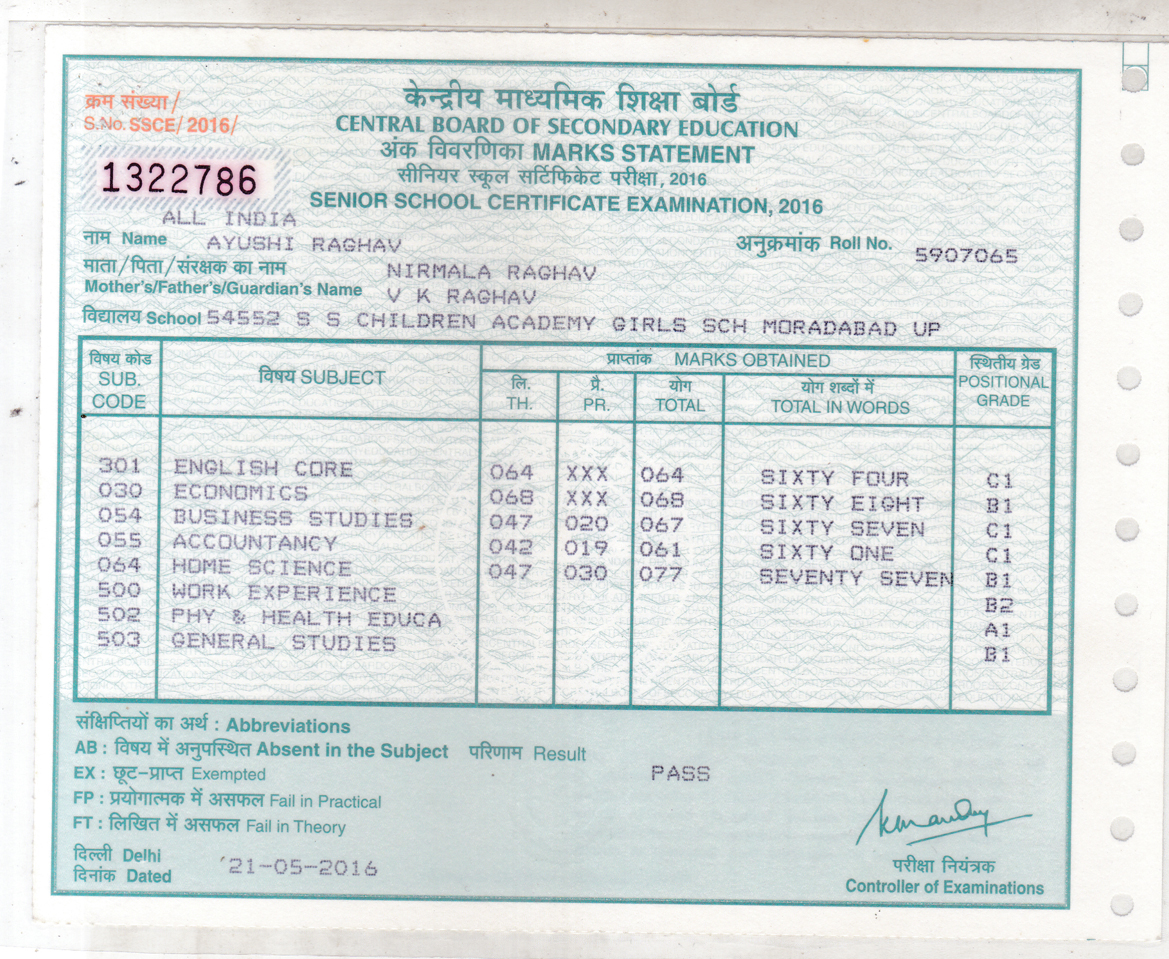 क्रम संख्या/
S.No. SSCE/2016/
1322786
केन्द्रीय माध्यमिक शिक्षा बोर्ड
CENTRAL BOARD OF SECONDARY EDUCATION
अंक विवरणिका MARKS STATEMENT
सीनियर स्कूल सर्टिफिकेट परीक्षा, 2016
SENIOR SCHOOL CERTIFICATE EXAMINATION, 2016
ALL INDIA
नाम Name AYUSHI RAGHAV अनुक्रमांक Roll No. 5907065
माता/पिता/संरक्षक का नाम NIRMALA RAGHAV
Mother's/Father's/Guardian's Name V K RAGHAV
विद्यालय School 54552 S S CHILDREN ACADEMY GIRLS SCH MORADABAD UP
विषय कोड SUB. CODE विषय SUBJECT प्राप्तांक MARKS OBTAINED स्थितीय ग्रेड POSITIONAL GRADE
लि. TH. प्रै. PR. योग TOTAL योग शब्दों में TOTAL IN WORDS
301 ENGLISH CORE 064 XXX 064 SIXTY FOUR C1
030 ECONOMICS 068 XXX 068 SIXTY EIGHT B1
054 BUSINESS STUDIES 047 020 067 SIXTY SEVEN C1
055 ACCOUNTANCY 042 019 061 SIXTY ONE C1
064 HOME SCIENCE 047 030 077 SEVENTY SEVEN B1
500 WORK EXPERIENCE B2
502 PHY & HEALTH EDUCA A1
503 GENERAL STUDIES B1
संक्षिप्तियों का अर्थ : Abbreviations
AB : विषय में अनुपस्थित Absent in the Subject परिणाम Result
EX : छूट-प्राप्त Exempted PASS
FP : प्रयोगात्मक में असफल Fail in Practical
FT : लिखित में असफल Fail in Theory
दिल्ली Delhi
दिनांक Dated 21-05-2016
परीक्षा नियंत्रक
Controller of Examinations